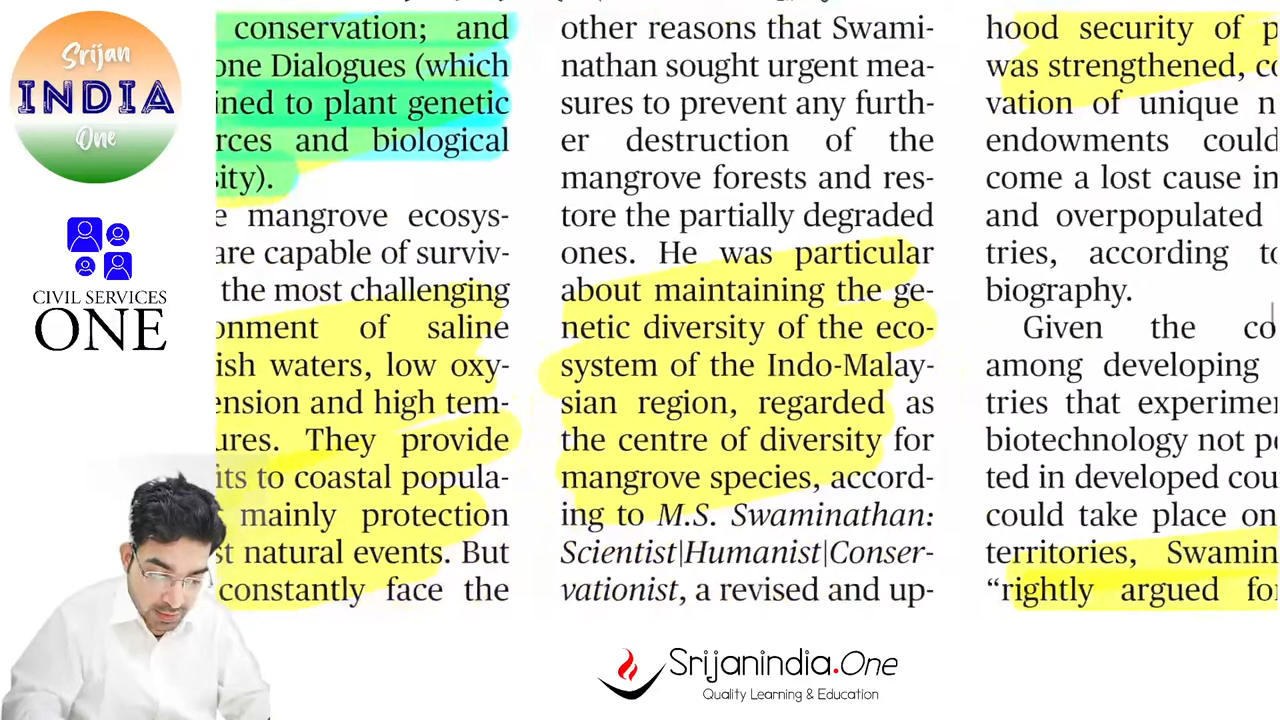 Srijan
INDIA
One
CIVIL SERVICES
ONE
conservation; and
one Dialogues (which
ined to plant genetic
rces and biological
sity).
e mangrove ecosys-
are capable of surviv-
the most challenging
onment of saline
ish waters, low oxy-
ension and high tem-
ures. They provide
its to coastal popula-
mainly protection
st natural events. But
constantly face the
other reasons that Swami-
nathan sought urgent mea-
sures to prevent any furth-
er destruction of the
mangrove forests and res-
tore the partially degraded
ones. He was particular
about maintaining the ge-
netic diversity of the eco-
system of the Indo-Malay-
sian region, regarded as
the centre of diversity for
mangrove species, accord-
ing to M.S. Swaminathan:
Scientist|Humanist|Conser-
vationist, a revised and up-
hood security of p
was strengthened, co
vation of unique n
endowments could
come a lost cause in
and overpopulated
tries, according to
biography.
Given the co
among developing
tries that experimen
biotechnology not pe
ted in developed cou
could take place on
territories, Swamin
“rightly argued for
Srijanindia.One
Quality Learning & Education